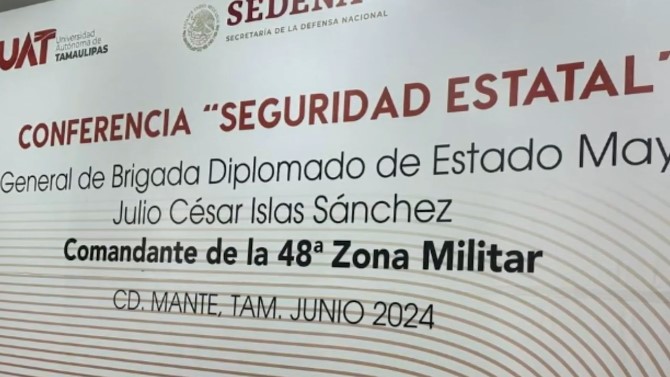 UAT Universidad
Autónoma de
TAMAULIPAS
SEDENA
SECRETARÍA DE LA DEFENSA NACIONAL
CONFERENCIA "SEGURIDAD ESTATAL"
General de Brigada Diplomado de Estado May
Julio César Islas Sánchez
Comandante de la 48ª Zona Militar
CD. MANTE, TAM. JUNIO 2024